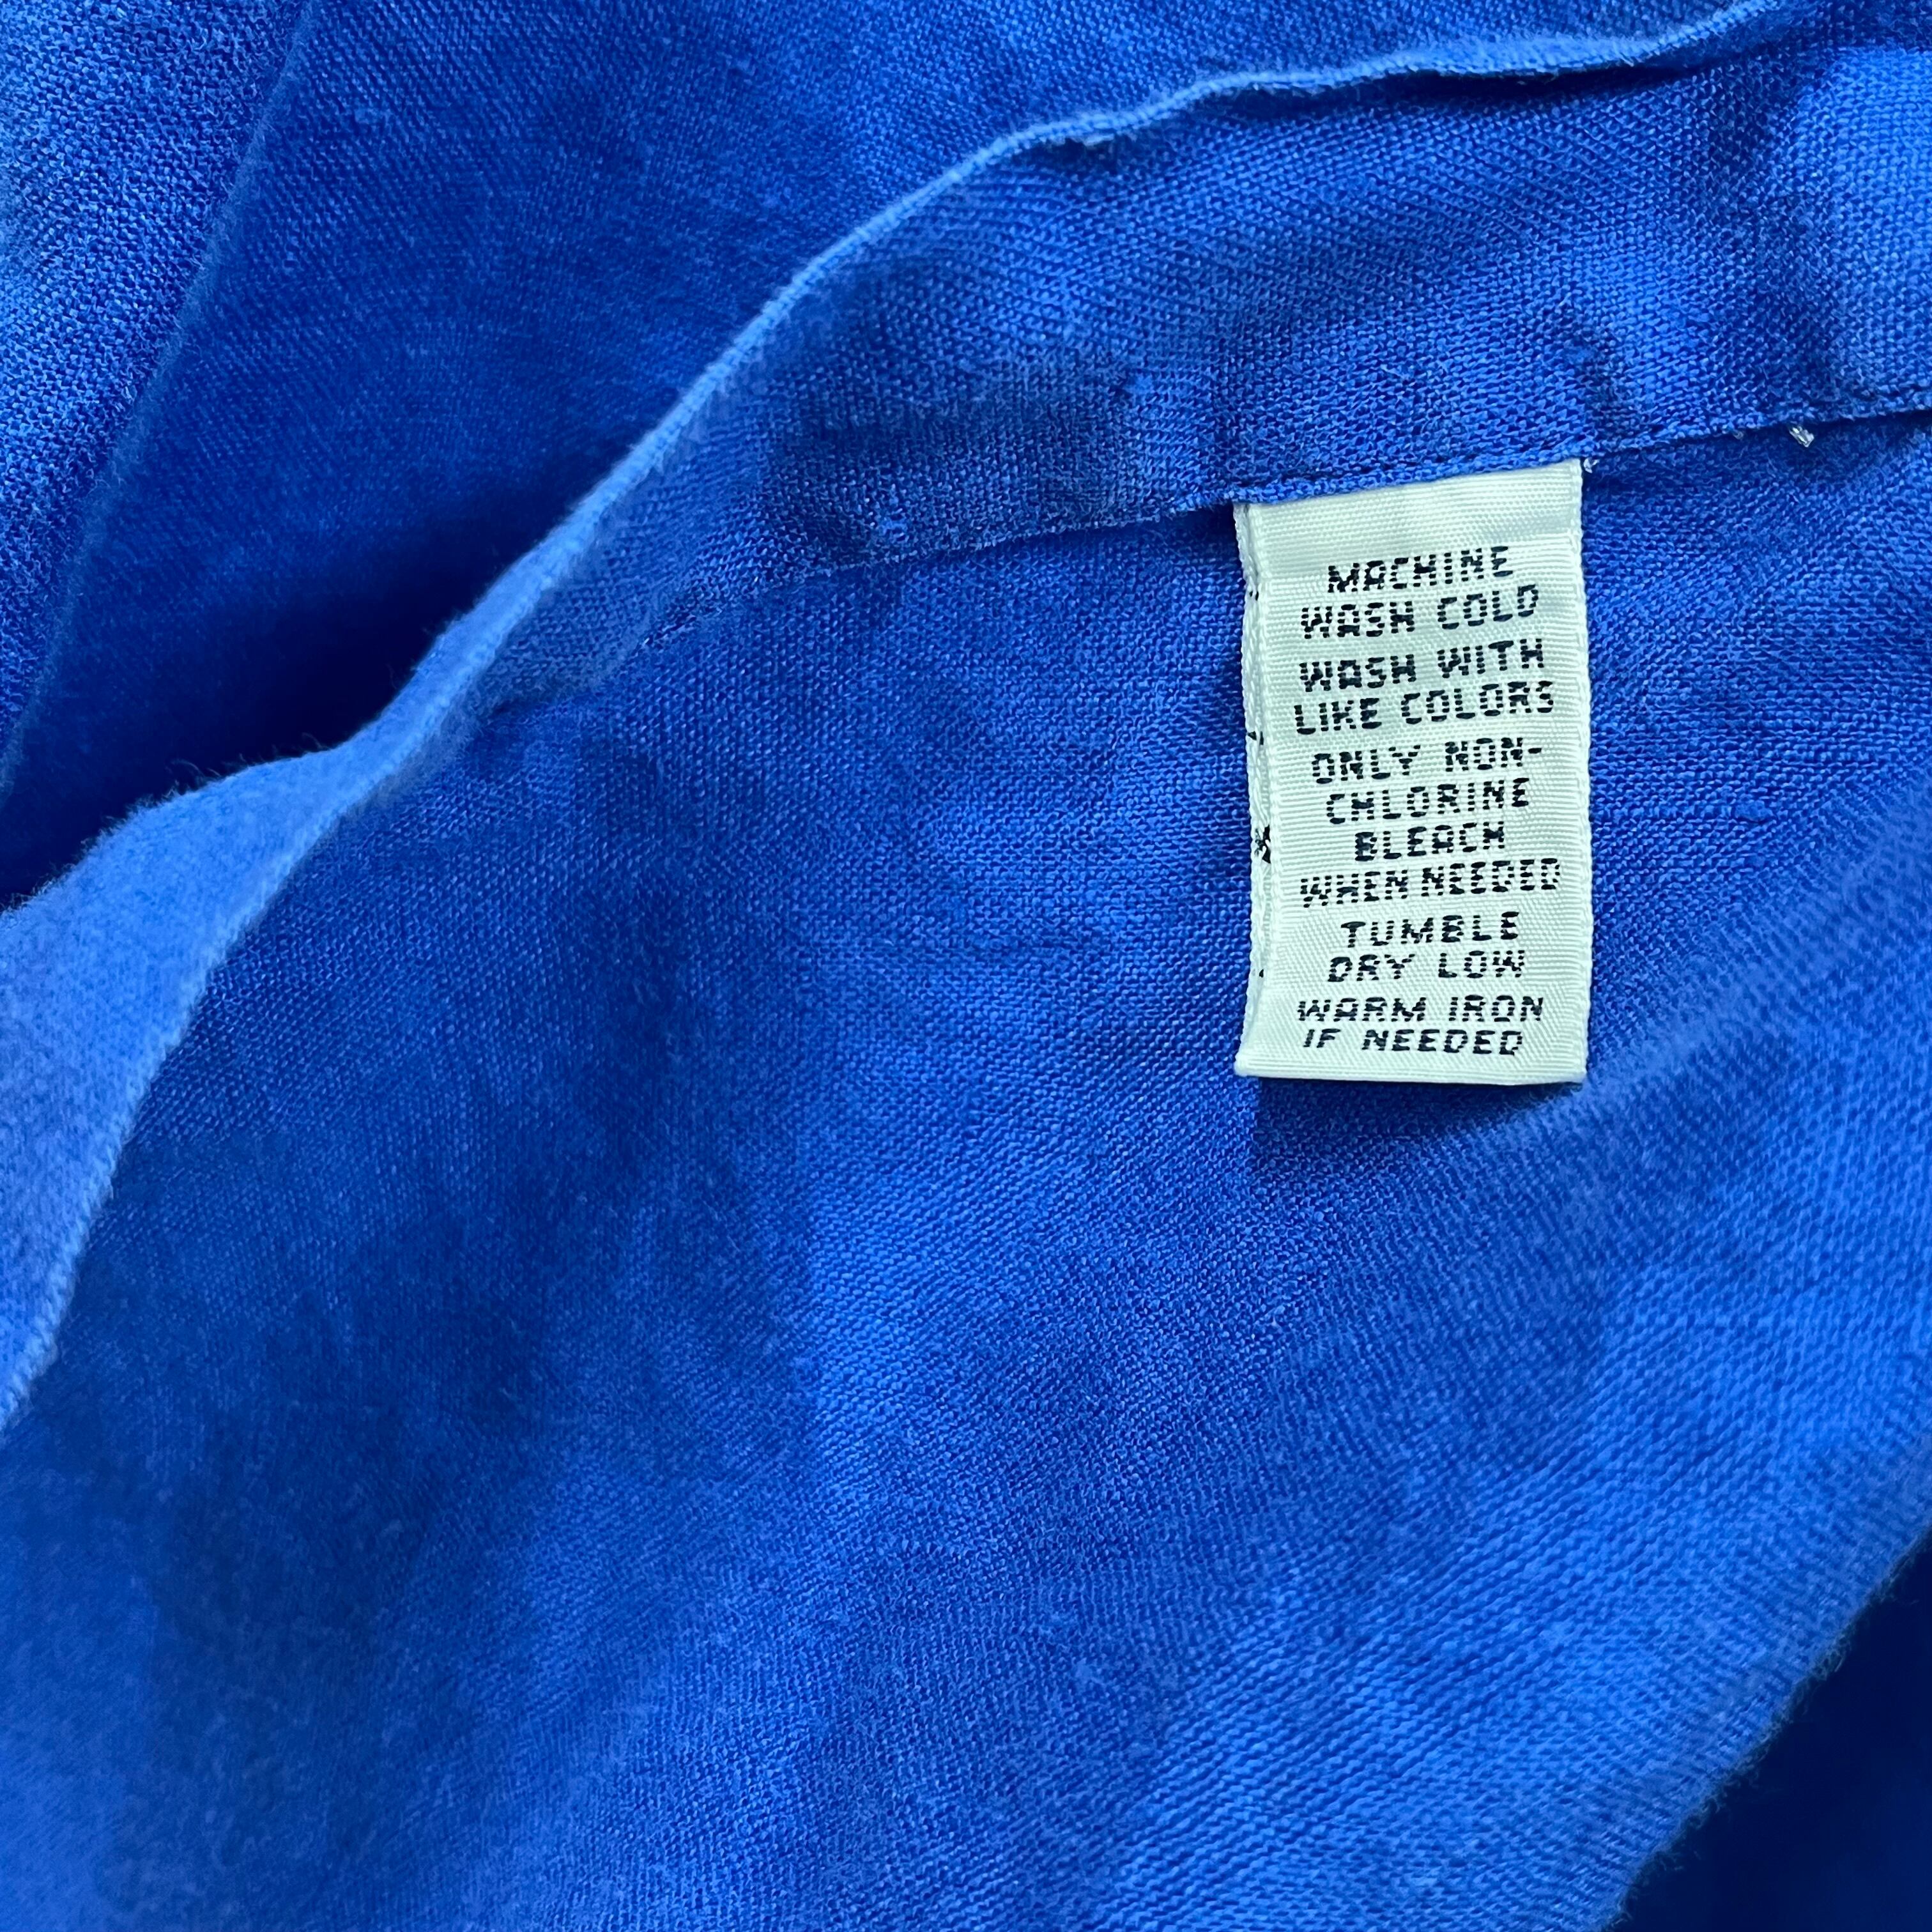 MACHINE
WASH COLD
WASH WITH
LIKE COLORS
ONLY NON-
CHLORINE
BLEACH
WHEN NEEDED
TUMBLE
DRY LOW
WARM IRON
IF NEEDED